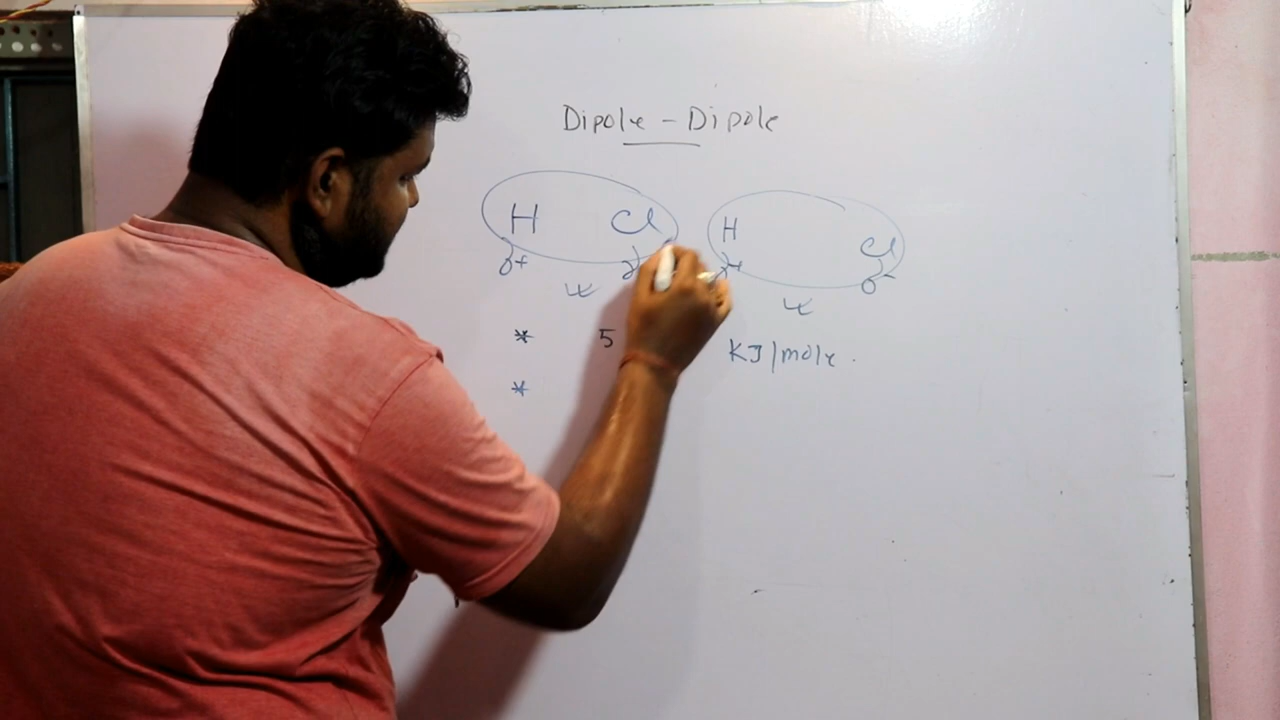 Dipole - Dipole
H Cl H Cl
δ+ δ+ δ-
* 5 KJ/mole.
*